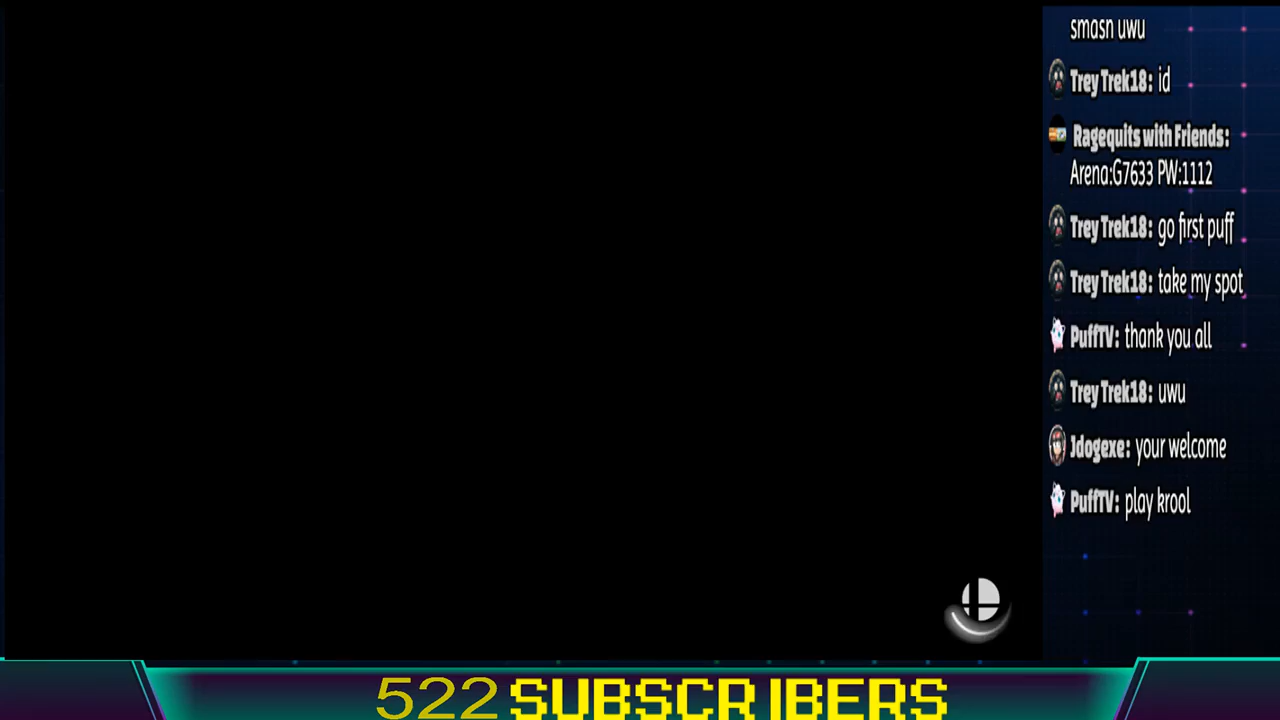 smasn uwu
Trey Trek18: id
Ragequits with Friends:
Arena:G7633 PW:1112
Trey Trek18: go first puff
Trey Trek18: take my spot
PuffTV: thank you all
Trey Trek18: uwu
Jdogexe: your welcome
PuffTV: play krool
522 SUBSCRIBERS